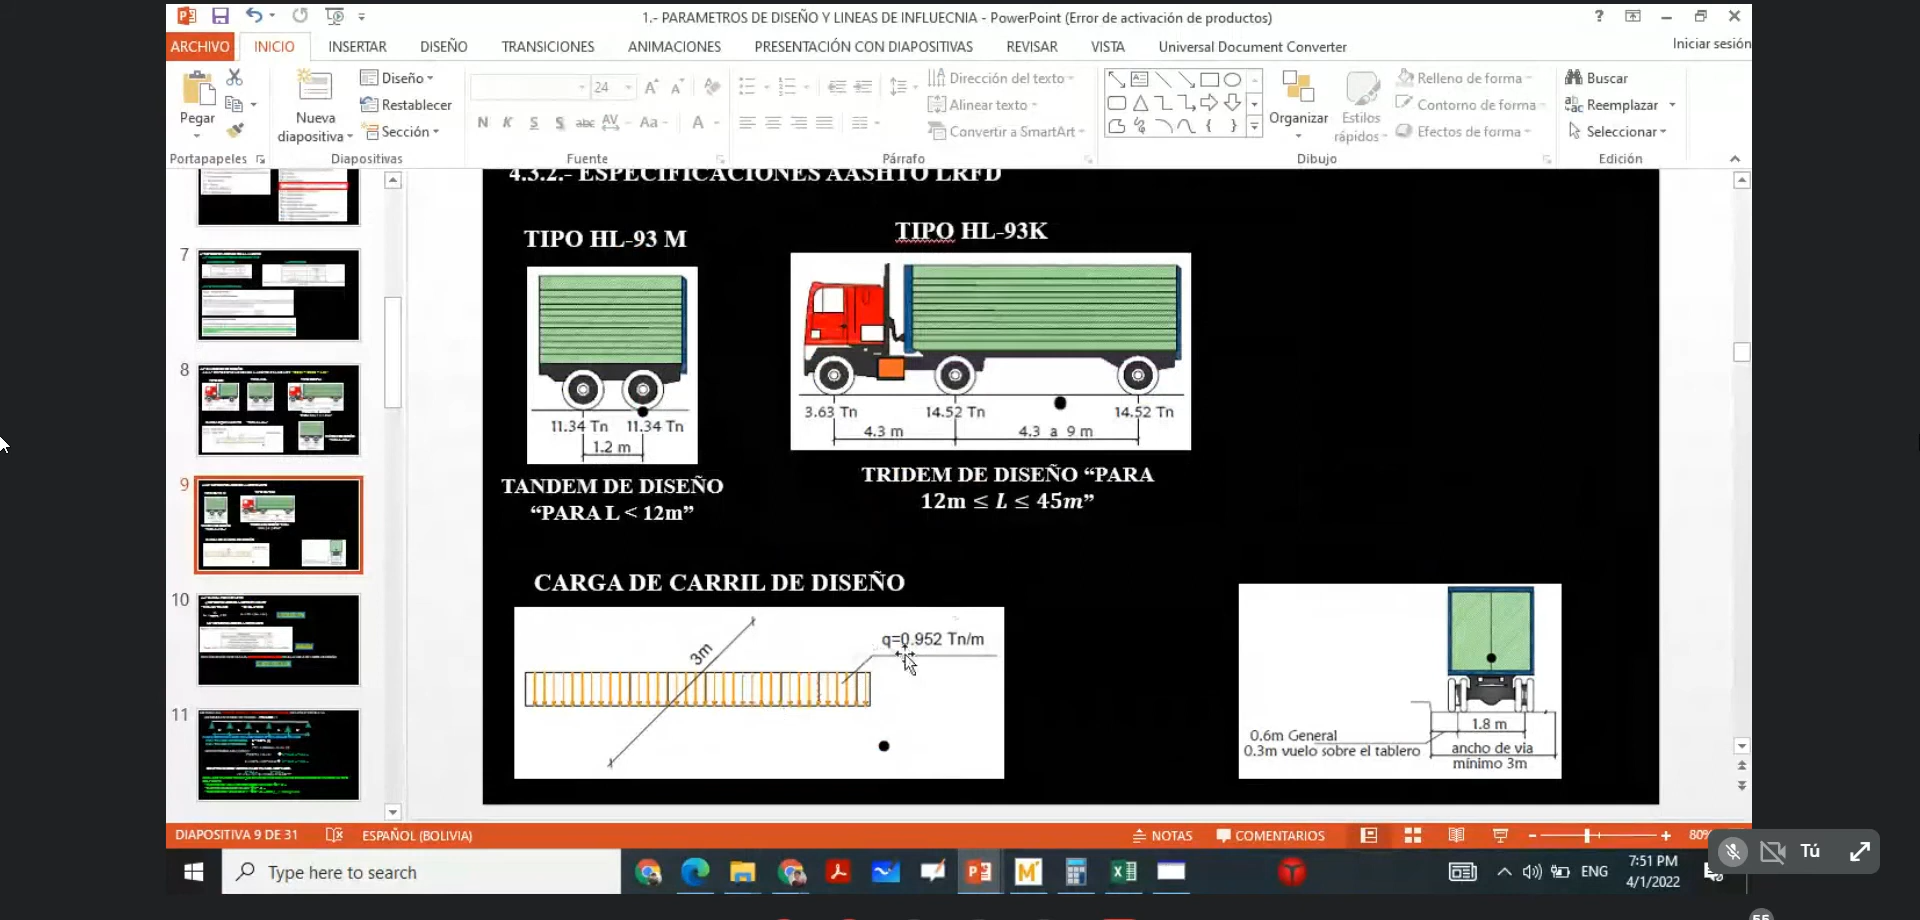 1.- PARAMETROS DE DISEÑO Y LINEAS DE INFLUECNIA - PowerPoint (Error de activación de productos)
?
ARCHIVO INICIO INSERTAR DISEÑO TRANSICIONES ANIMACIONES PRESENTACIÓN CON DIAPOSITIVAS REVISAR VISTA Universal Document Converter Iniciar sesión
Pegar
Nueva diapositiva
Diseño
Restablecer
Sección
24
N K S S abc AV Aa A
Dirección del texto
Alinear texto
Convertir a SmartArt
Organizar
Estilos rápidos
Relleno de forma
Contorno de forma
Efectos de forma
Buscar
Reemplazar
Seleccionar
Portapapeles Diapositivas Fuente Párrafo Dibujo Edición
7
8
9
10
11
4.3.2.- ESPECIFICACIONES AASHTO LRFD
TIPO HL-93 M
11.34 Tn 11.34 Tn
1.2 m
TANDEM DE DISEÑO
“PARA L < 12m”
TIPO HL-93K
3.63 Tn 14.52 Tn 14.52 Tn
4.3 m 4.3 a 9 m
TRIDEM DE DISEÑO “PARA
12m ≤ L ≤ 45m”
CARGA DE CARRIL DE DISEÑO
3m
q=0.952 Tn/m
1.8 m
0.6m General
0.3m vuelo sobre el tablero
ancho de via
mínimo 3m
DIAPOSITIVA 9 DE 31 ESPAÑOL (BOLIVIA) NOTAS COMENTARIOS 80%
Tú
Type here to search
ENG
7:51 PM
4/1/2022